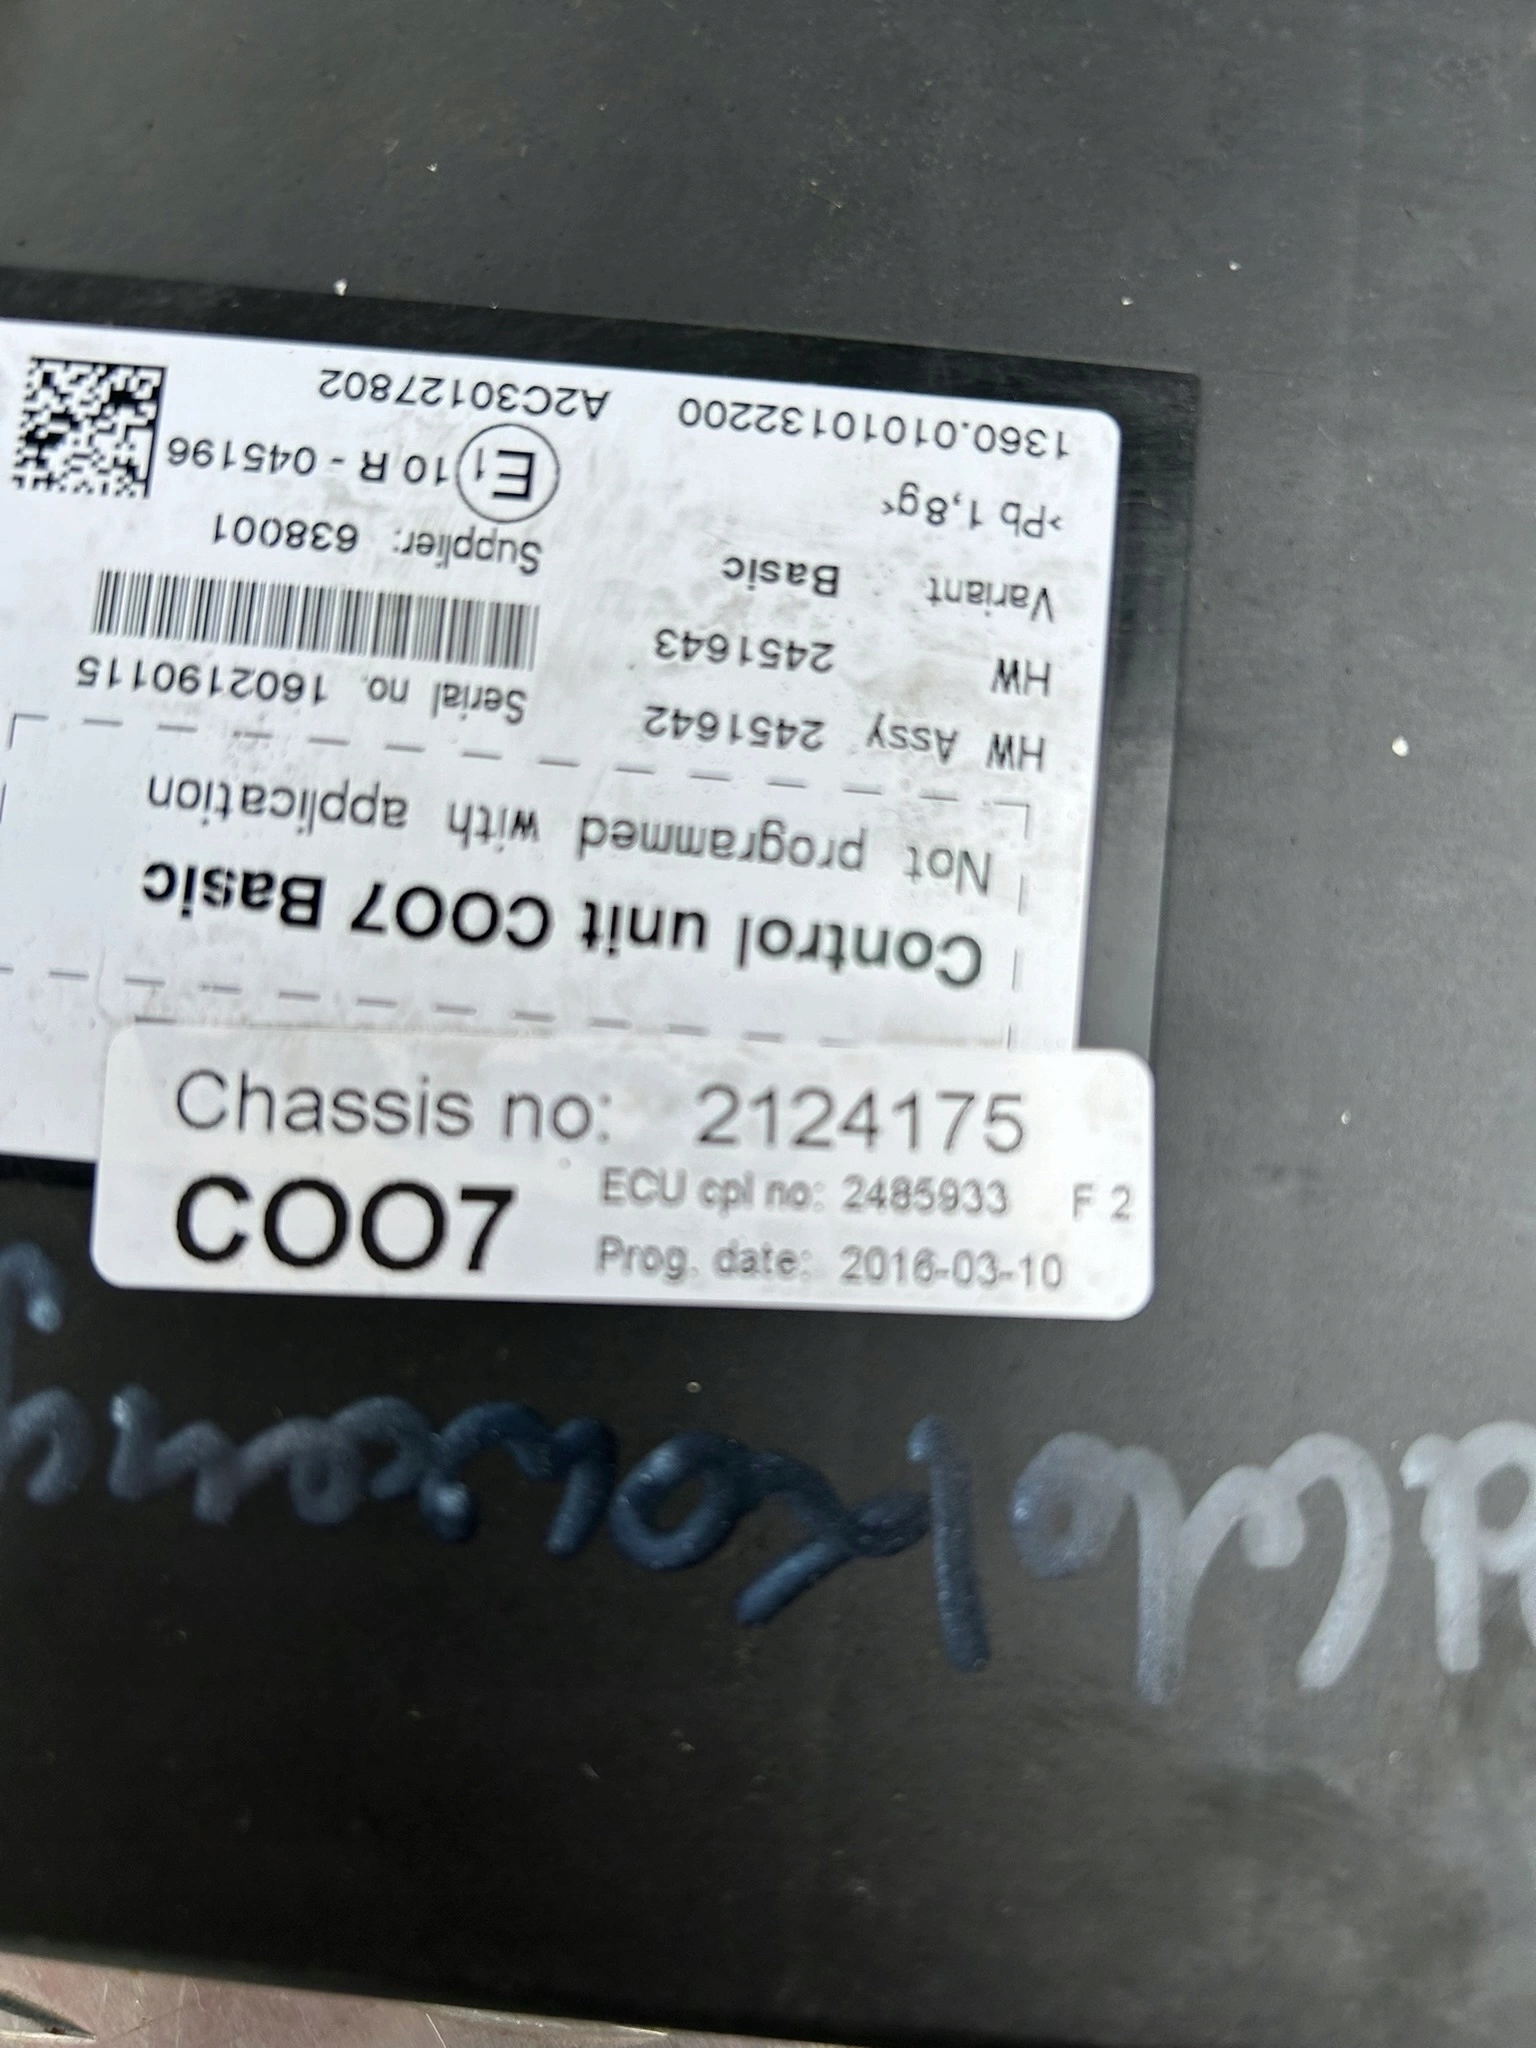 Chassis no: 2124175
COO7
ECU cpl no: 2485933 F 2
Prog. date: 2016-03-10
Control unit COO7 Basic
Not programmed with application
HW Assy 2451642
HW 2451643
Variant Basic
>Pb 1,8g<
1360.01010132200
Serial no. 1602190115
Supplier: 638001
E1 10 R - 045196
A2C30127802